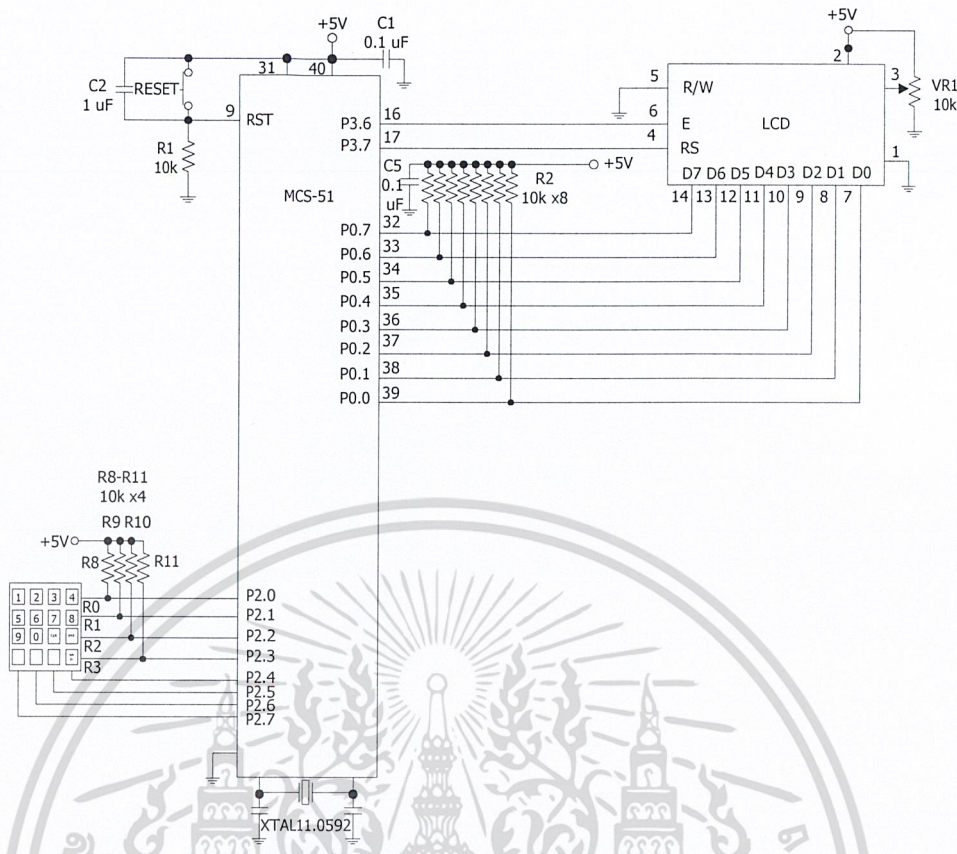 +5V
C1
0.1 uF
31
40
C2
1 uF
RESET
9
RST
R1
10k
MCS-51
P3.6
16
P3.7
17
C5
0.1
uF
+5V
R2
10k x8
P0.7
32
P0.6
33
P0.5
34
P0.4
35
P0.3
36
P0.2
37
P0.1
38
P0.0
39
+5V
2
5
R/W
3
VR1
10k
6
E
LCD
4
RS
1
D7 D6 D5 D4 D3 D2 D1 D0
14 13 12 11 10 9 8 7
R8-R11
10k x4
R9 R10
+5V
R8
R11
1 2 3 4
R0
5 6 7 8
R1
9 0
R2
R3
P2.0
P2.1
P2.2
P2.3
P2.4
P2.5
P2.6
P2.7
XTAL11.0592